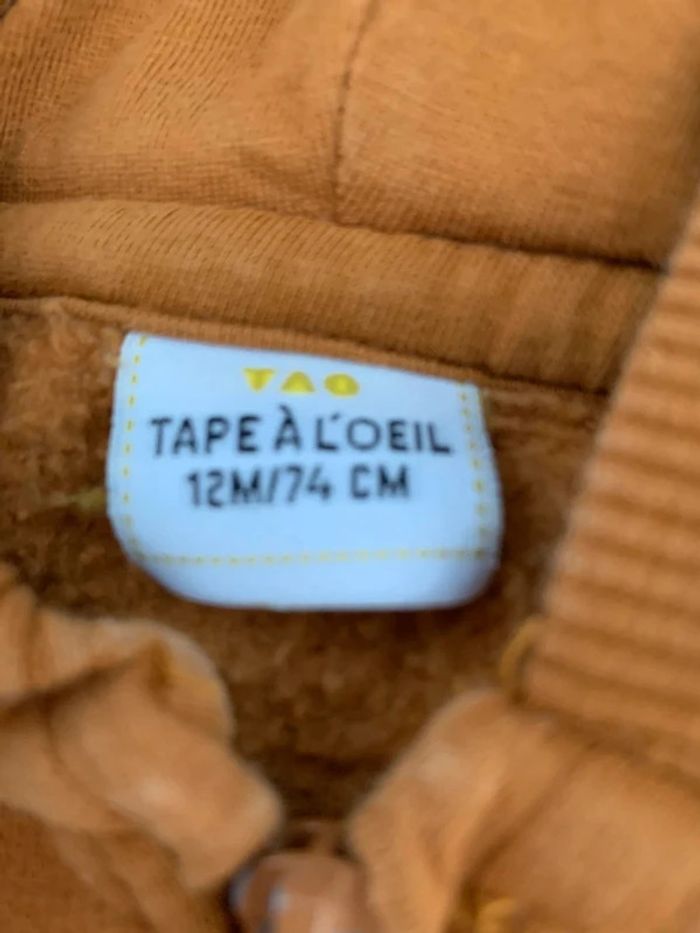 TAO
TAPE À L'OEIL
12M/74 CM